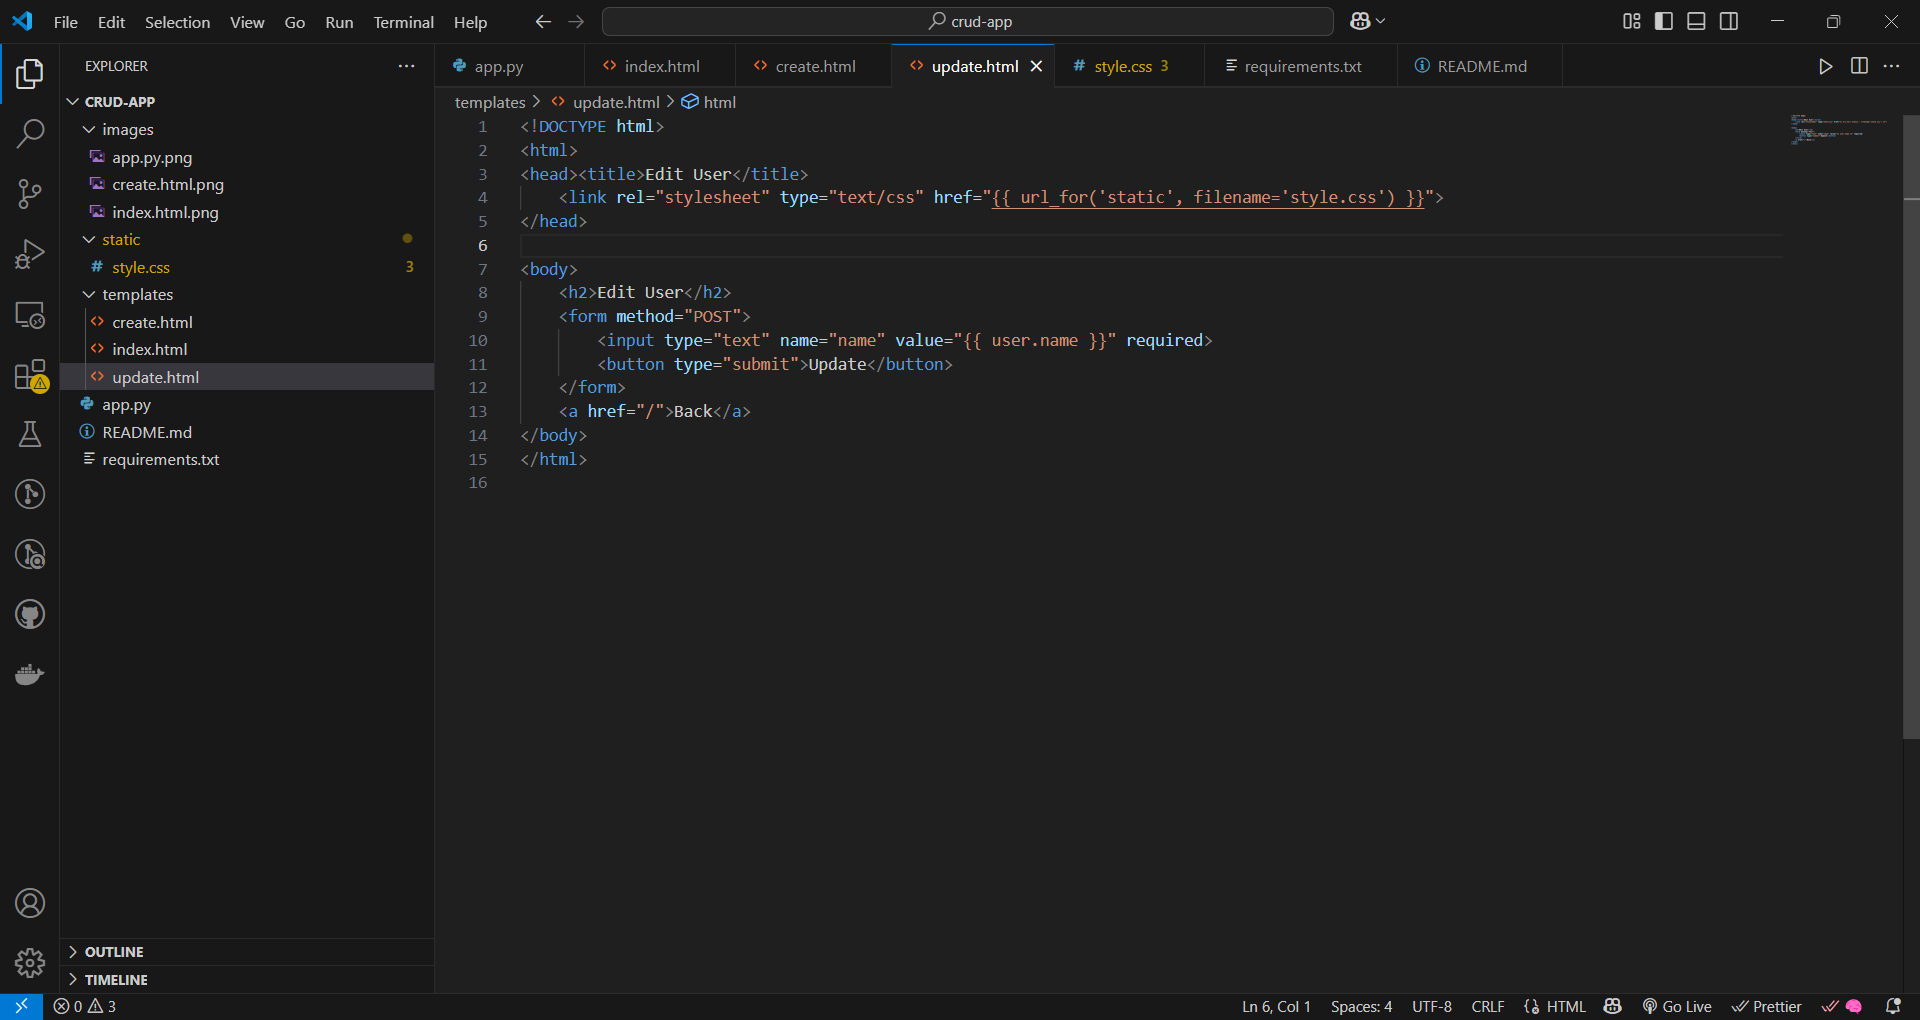 File Edit Selection View Go Run Terminal Help
crud-app
EXPLORER
CRUD-APP
images
app.py.png
create.html.png
index.html.png
static
style.css 3
templates
create.html
index.html
update.html
app.py
README.md
requirements.txt
OUTLINE
TIMELINE
app.py index.html create.html update.html style.css 3 requirements.txt README.md
templates > update.html > html
1 <!DOCTYPE html>
2 <html>
3 <head><title>Edit User</title>
4 <link rel="stylesheet" type="text/css" href="{{ url_for('static', filename='style.css') }}">
5 </head>
6
7 <body>
8 <h2>Edit User</h2>
9 <form method="POST">
10 <input type="text" name="name" value="{{ user.name }}" required>
11 <button type="submit">Update</button>
12 </form>
13 <a href="/">Back</a>
14 </body>
15 </html>
16
0 3 Ln 6, Col 1 Spaces: 4 UTF-8 CRLF HTML Go Live Prettier